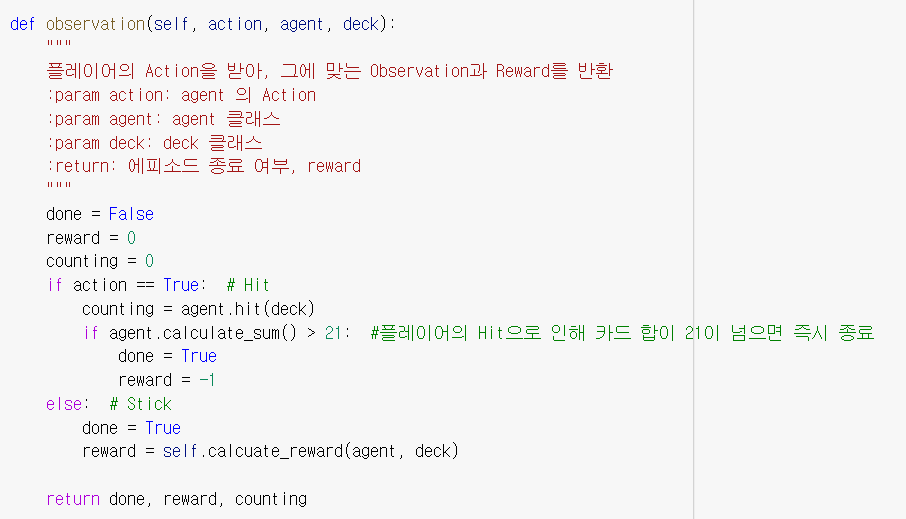 def observation(self, action, agent, deck):
    """
    플레이어의 Action을 받아, 그에 맞는 Observation과 Reward를 반환
    :param action: agent 의 Action
    :param agent: agent 클래스
    :param deck: deck 클래스
    :return: 에피소드 종료 여부, reward
    """
    done = False
    reward = 0
    counting = 0
    if action == True:  # Hit
        counting = agent.hit(deck)
        if agent.calculate_sum() > 21:  #플레이어의 Hit으로 인해 카드 합이 21이 넘으면 즉시 종료
            done = True
            reward = -1
    else:  # Stick
        done = True
        reward = self.calcuate_reward(agent, deck)
    return done, reward, counting